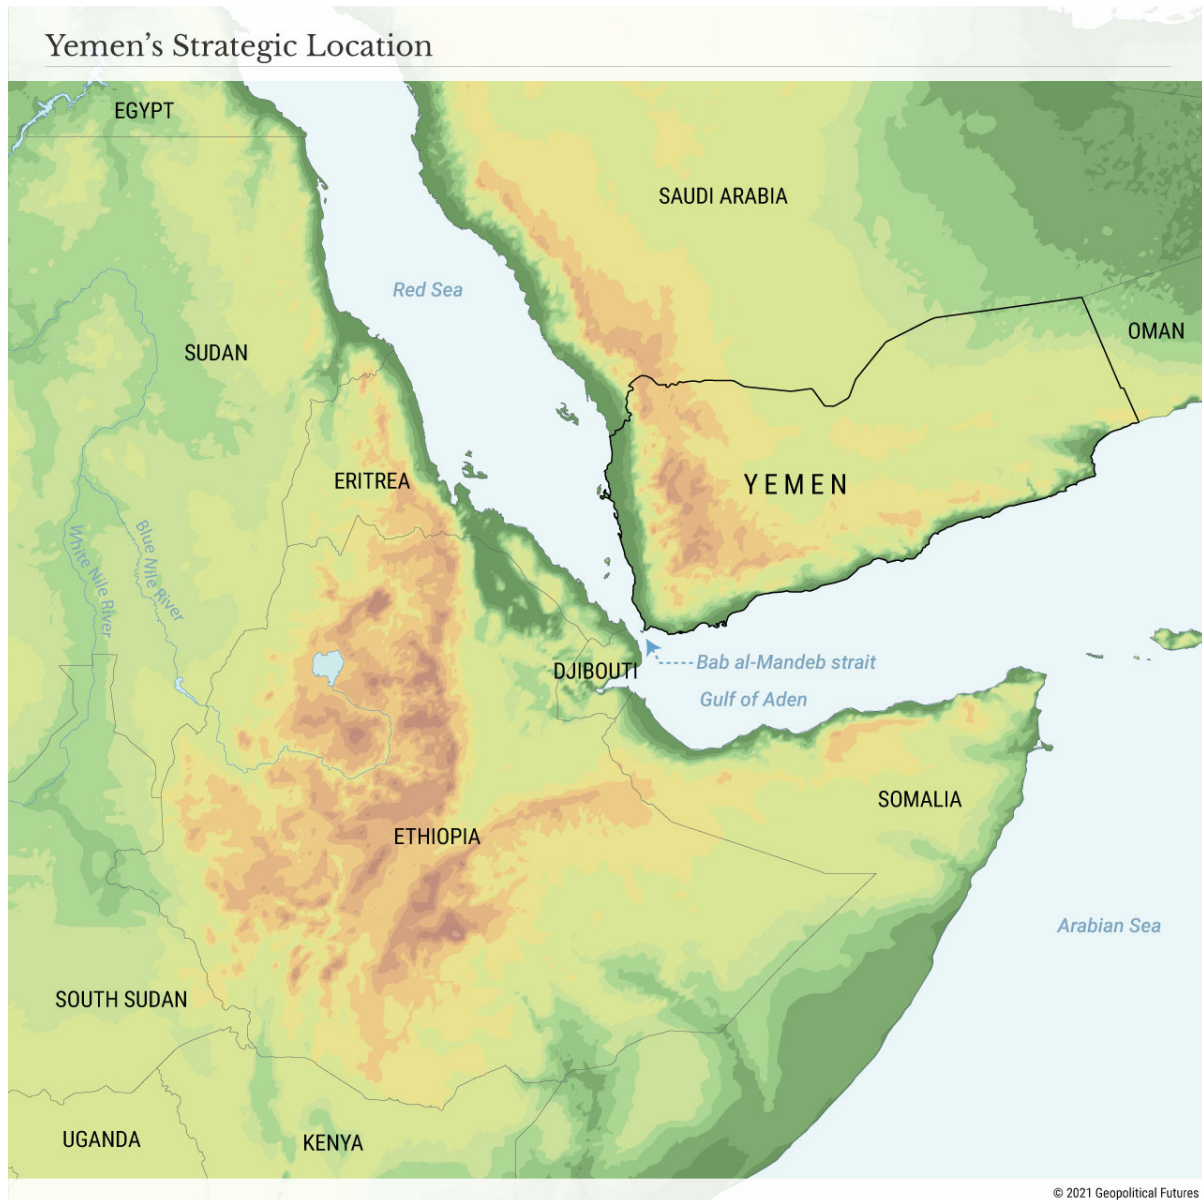 Yemen’s Strategic Location
EGYPT
SAUDI ARABIA
Red Sea
OMAN
SUDAN
ERITREA
YEMEN
White Nile River
Blue Nile River
DJIBOUTI
Bab al-Mandeb strait
Gulf of Aden
SOMALIA
ETHIOPIA
Arabian Sea
SOUTH SUDAN
UGANDA
KENYA
© 2021 Geopolitical Futures